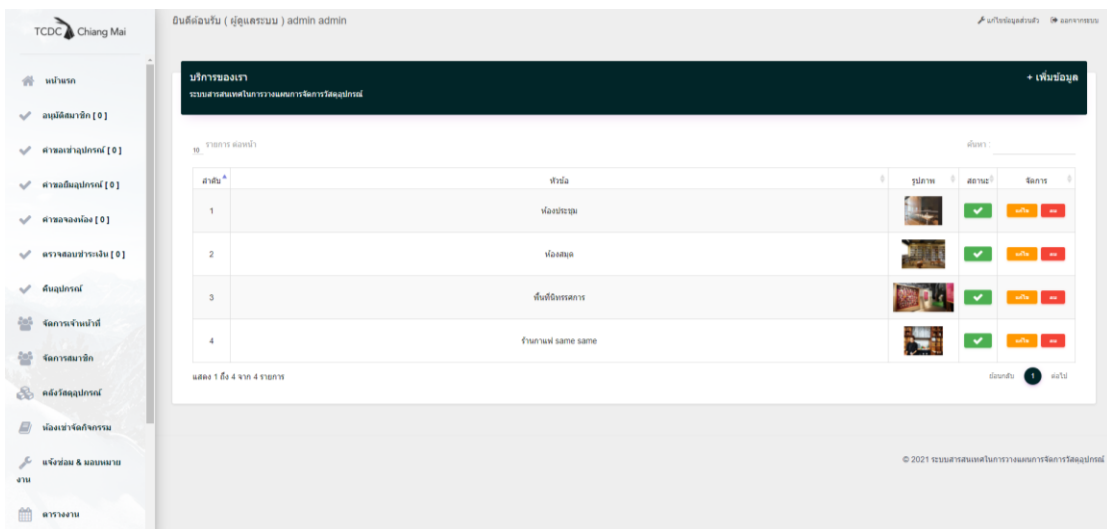 TCDC Chiang Mai
ยินดีต้อนรับ ( ผู้ดูแลระบบ ) admin admin
แก้ไขข้อมูลส่วนตัว
ออกจากระบบ
หน้าแรก
อนุมัติสมาชิก [ 0 ]
คำขอเช่าอุปกรณ์ [ 0 ]
คำขอยืมอุปกรณ์ [ 0 ]
คำขอจองห้อง [ 0 ]
ตรวจสอบชำระเงิน [ 0 ]
คืนอุปกรณ์
จัดการเจ้าหน้าที่
จัดการสมาชิก
คลังวัสดุอุปกรณ์
ห้องเช่าจัดกิจกรรม
แจ้งซ่อม & มอบหมาย
งาน
ตารางงาน
บริการของเรา
+ เพิ่มข้อมูล
ระบบสารสนเทศในการวางแผนการจัดการวัสดุอุปกรณ์
10 รายการ ต่อหน้า
ค้นหา :
ลำดับ หัวข้อ รูปภาพ สถานะ จัดการ
1 ห้องประชุม แก้ไข ลบ
2 ห้องสมุด แก้ไข ลบ
3 พื้นที่นิทรรศการ แก้ไข ลบ
4 ร้านกาแฟ same same แก้ไข ลบ
แสดง 1 ถึง 4 จาก 4 รายการ
ย้อนกลับ 1 ต่อไป
© 2021 ระบบสารสนเทศในการวางแผนการจัดการวัสดุอุปกรณ์